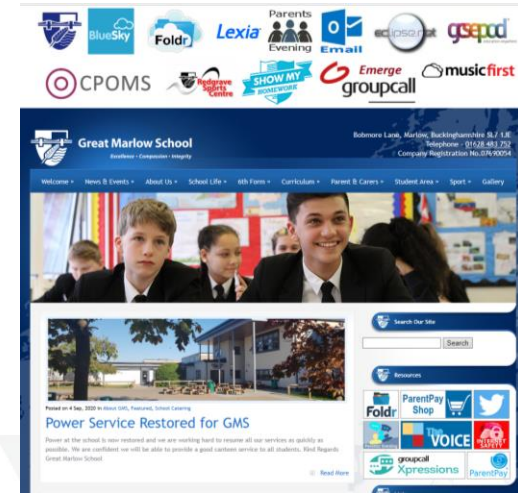 BlueSky
Foldr
Lexia
Parents
Evening
Email
eclipse.net
gcsepod
CPOMS
Redgrave
Sports
Centre
SHOW MY
HOMEWORK
Emerge
groupcall
musicfirst
Great Marlow School
Excellence • Compassion • Integrity
Bobmore Lane, Marlow, Buckinghamshire SL7 1JE
Telephone - 01628 483 752
Company Registration No.07690054
Welcome
News & Events
About Us
School Life
6th Form
Curriculum
Parent & Carers
Student Area
Sport
Gallery
Posted on 4 Sep, 2020 in About GMS, Featured, School Catering
Power Service Restored for GMS
Power at the school is now restored and we are working hard to resume all our services as quickly as
possible. We are confident we will be able to provide a good canteen service to all students. Kind Regards
Great Marlow School
Read More
Search Our Site
Search
Resources
Foldr
ParentPay
Shop
The
VOICE
INTERNET
SAFETY
groupcall
Xpressions
ParentPay